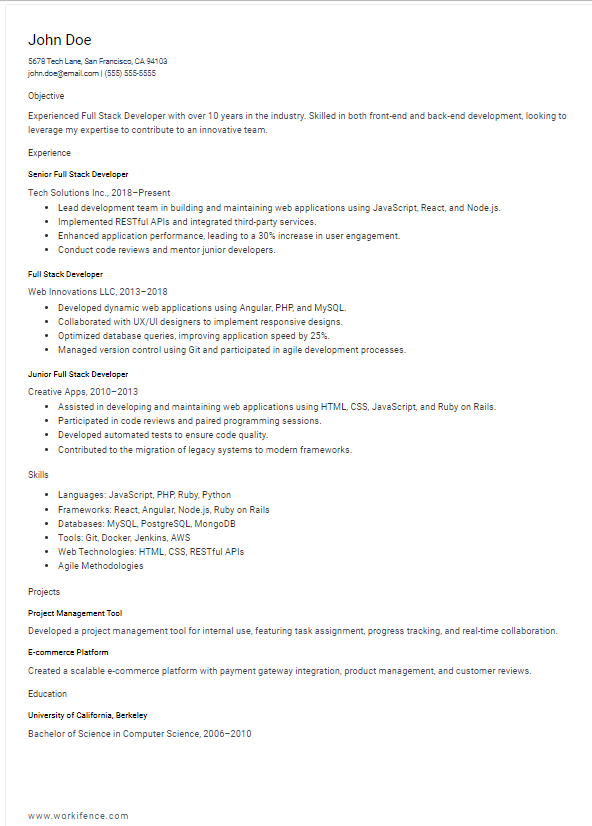 John Doe
5678 Tech Lane, San Francisco, CA 94103
john.doe@email.com | (555) 555-5555
Objective
Experienced Full Stack Developer with over 10 years in the industry. Skilled in both front-end and back-end development, looking to
leverage my expertise to contribute to an innovative team.
Experience
Senior Full Stack Developer
Tech Solutions Inc., 2018–Present
• Lead development team in building and maintaining web applications using JavaScript, React, and Node.js.
• Implemented RESTful APIs and integrated third-party services.
• Enhanced application performance, leading to a 30% increase in user engagement.
• Conduct code reviews and mentor junior developers.
Full Stack Developer
Web Innovations LLC, 2013–2018
• Developed dynamic web applications using Angular, PHP, and MySQL.
• Collaborated with UX/UI designers to implement responsive designs.
• Optimized database queries, improving application speed by 25%.
• Managed version control using Git and participated in agile development processes.
Junior Full Stack Developer
Creative Apps, 2010–2013
• Assisted in developing and maintaining web applications using HTML, CSS, JavaScript, and Ruby on Rails.
• Participated in code reviews and paired programming sessions.
• Developed automated tests to ensure code quality.
• Contributed to the migration of legacy systems to modern frameworks.
Skills
• Languages: JavaScript, PHP, Ruby, Python
• Frameworks: React, Angular, Node.js, Ruby on Rails
• Databases: MySQL, PostgreSQL, MongoDB
• Tools: Git, Docker, Jenkins, AWS
• Web Technologies: HTML, CSS, RESTful APIs
• Agile Methodologies
Projects
Project Management Tool
Developed a project management tool for internal use, featuring task assignment, progress tracking, and real-time collaboration.
E-commerce Platform
Created a scalable e-commerce platform with payment gateway integration, product management, and customer reviews.
Education
University of California, Berkeley
Bachelor of Science in Computer Science, 2006–2010
www.workifence.com